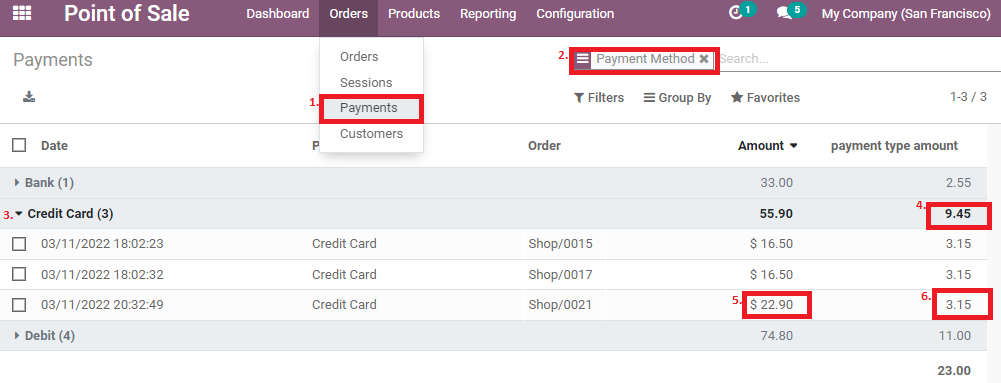 Point of Sale Dashboard Orders Products Reporting Configuration 1 5 My Company (San Francisco)
Payments
Orders
Sessions
1. Payments
Customers
2. Payment Method ✖ Search...
Filters Group By Favorites 1-3 / 3
Date P Order Amount payment type amount
Bank (1) 33.00 2.55
3. Credit Card (3) 55.90 4. 9.45
03/11/2022 18:02:23 Credit Card Shop/0015 $ 16.50 3.15
03/11/2022 18:02:32 Credit Card Shop/0017 $ 16.50 3.15
03/11/2022 20:32:49 Credit Card Shop/0021 5. $ 22.90 6. 3.15
Debit (4) 74.80 11.00
23.00